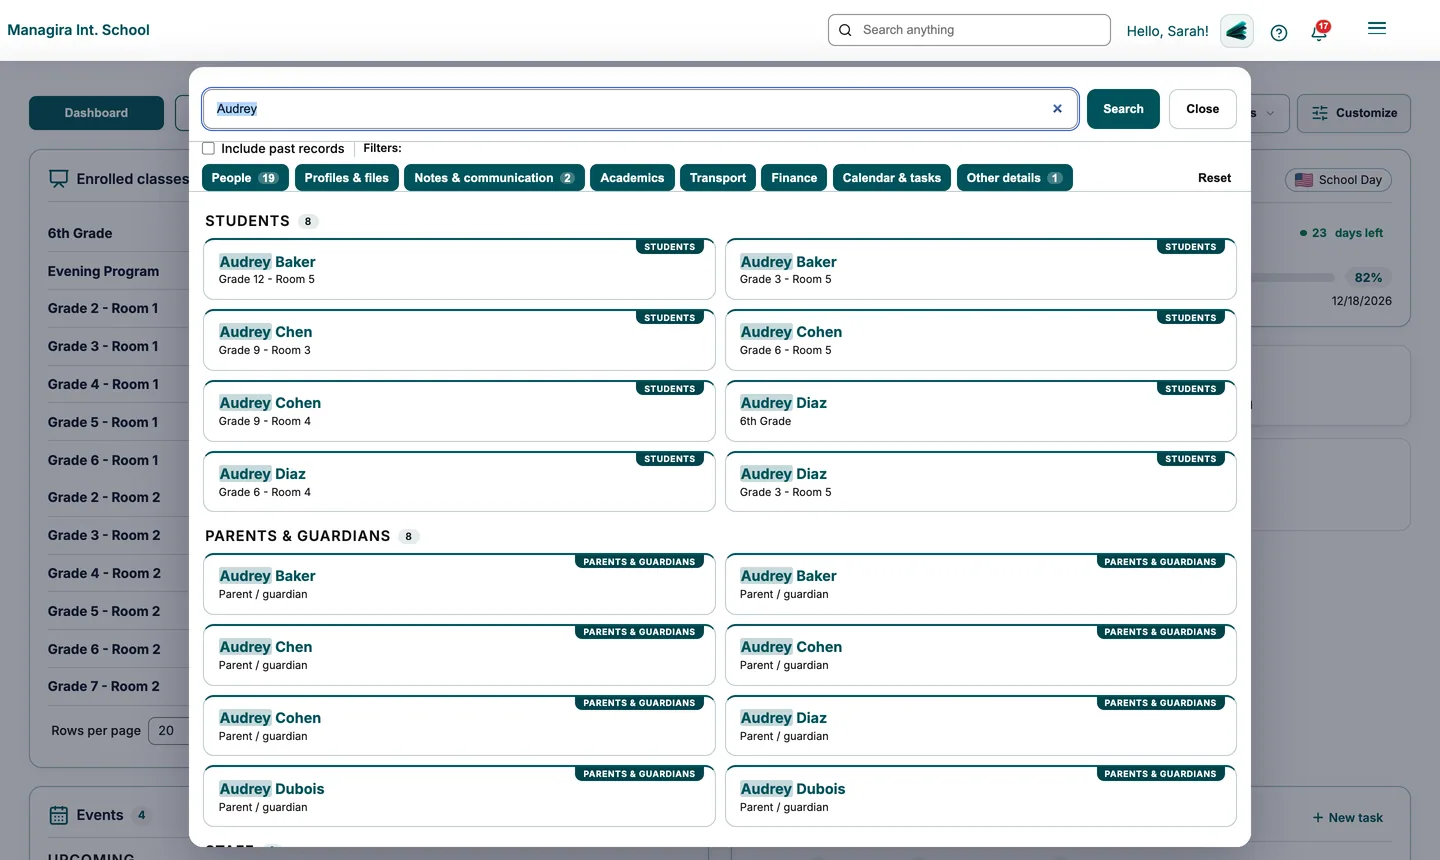 Managira Int. School
Search anything
Hello, Sarah!
17
Audrey
Search
Close
Dashboard
Customize
Include past records
Filters:
People 19
Profiles & files
Notes & communication 2
Academics
Transport
Finance
Calendar & tasks
Other details 1
Reset
Enrolled classes
6th Grade
Evening Program
Grade 2 - Room 1
Grade 3 - Room 1
Grade 4 - Room 1
Grade 5 - Room 1
Grade 6 - Room 1
Grade 2 - Room 2
Grade 3 - Room 2
Grade 4 - Room 2
Grade 5 - Room 2
Grade 6 - Room 2
Grade 7 - Room 2
Rows per page 20
Events 4
UPCOMING
STUDENTS 8
STUDENTS
Audrey Baker
Grade 12 - Room 5
STUDENTS
Audrey Baker
Grade 3 - Room 5
STUDENTS
Audrey Chen
Grade 9 - Room 3
STUDENTS
Audrey Cohen
Grade 6 - Room 5
STUDENTS
Audrey Cohen
Grade 9 - Room 4
STUDENTS
Audrey Diaz
6th Grade
STUDENTS
Audrey Diaz
Grade 6 - Room 4
STUDENTS
Audrey Diaz
Grade 3 - Room 5
PARENTS & GUARDIANS 8
PARENTS & GUARDIANS
Audrey Baker
Parent / guardian
PARENTS & GUARDIANS
Audrey Baker
Parent / guardian
PARENTS & GUARDIANS
Audrey Chen
Parent / guardian
PARENTS & GUARDIANS
Audrey Cohen
Parent / guardian
PARENTS & GUARDIANS
Audrey Cohen
Parent / guardian
PARENTS & GUARDIANS
Audrey Diaz
Parent / guardian
PARENTS & GUARDIANS
Audrey Dubois
Parent / guardian
PARENTS & GUARDIANS
Audrey Dubois
Parent / guardian
School Day
23 days left
82%
12/18/2026
+ New task